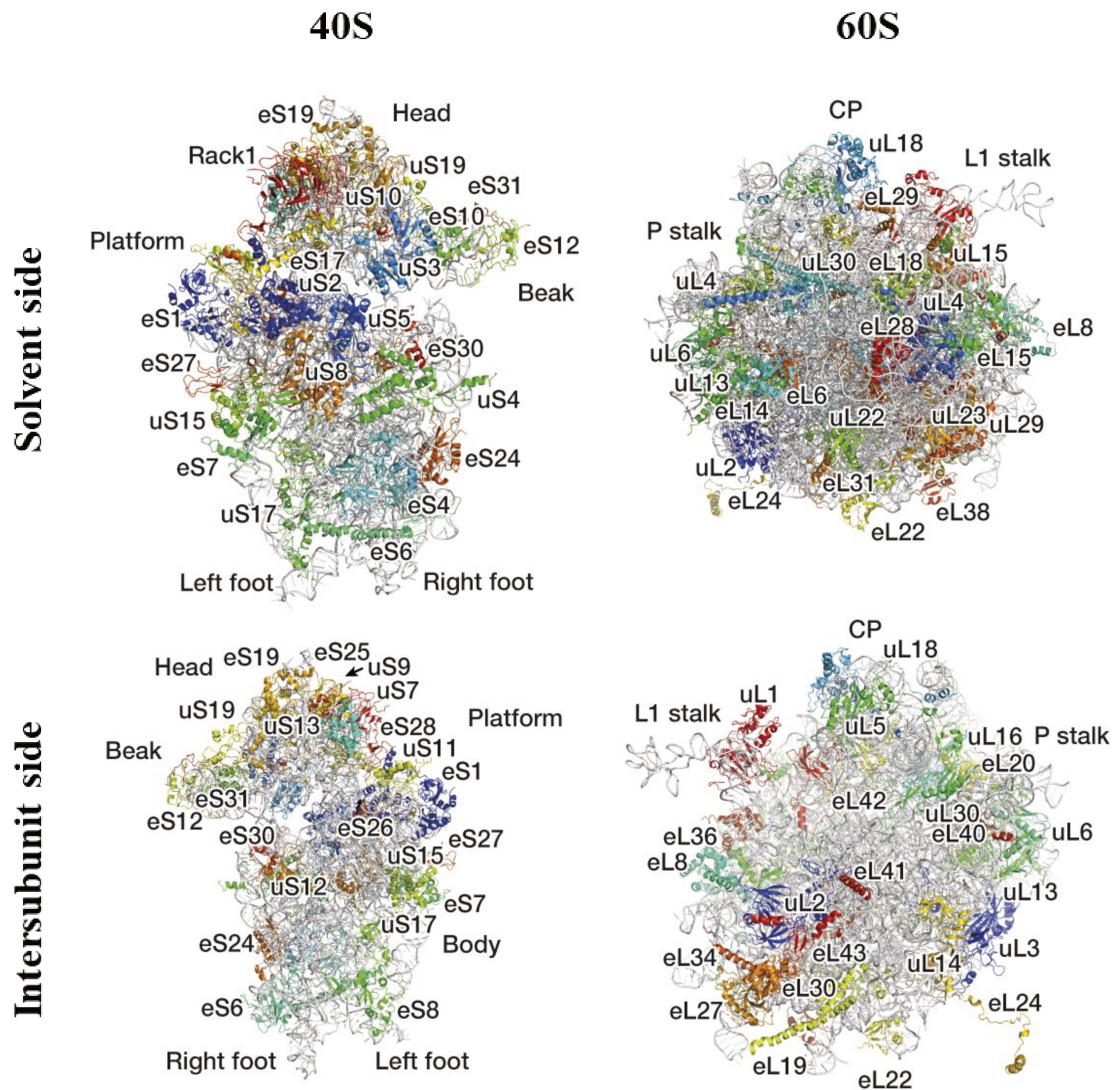 40S
60S
Solvent side
eS19
Head
Rack1
uS19
eS31
uS10
eS10
Platform
eS12
eS17
uS3
uS2
Beak
eS1
uS5
eS27
eS30
uS8
uS4
uS15
eS7
eS24
eS4
uS17
eS6
Left foot
Right foot
CP
uL18
L1 stalk
eL29
P stalk
uL15
uL30
eL18
uL4
uL4
eL8
eL28
uL6
eL15
uL13
eL6
eL14
uL22
uL23
uL29
uL2
eL31
eL24
eL38
eL22
Intersubunit side
eS25
Head
eS19
uS9
uS7
uS19
uS13
eS28
Platform
Beak
uS11
eS1
eS31
eS12
eS26
eS30
eS27
uS15
uS12
eS7
uS17
eS24
Body
eS6
eS8
Right foot
Left foot
CP
uL18
uL1
L1 stalk
uL5
uL16
P stalk
eL20
eL42
uL30
eL36
eL40
uL6
eL8
eL41
uL2
uL13
eL34
eL43
uL14
uL3
eL30
eL27
eL24
eL19
eL22